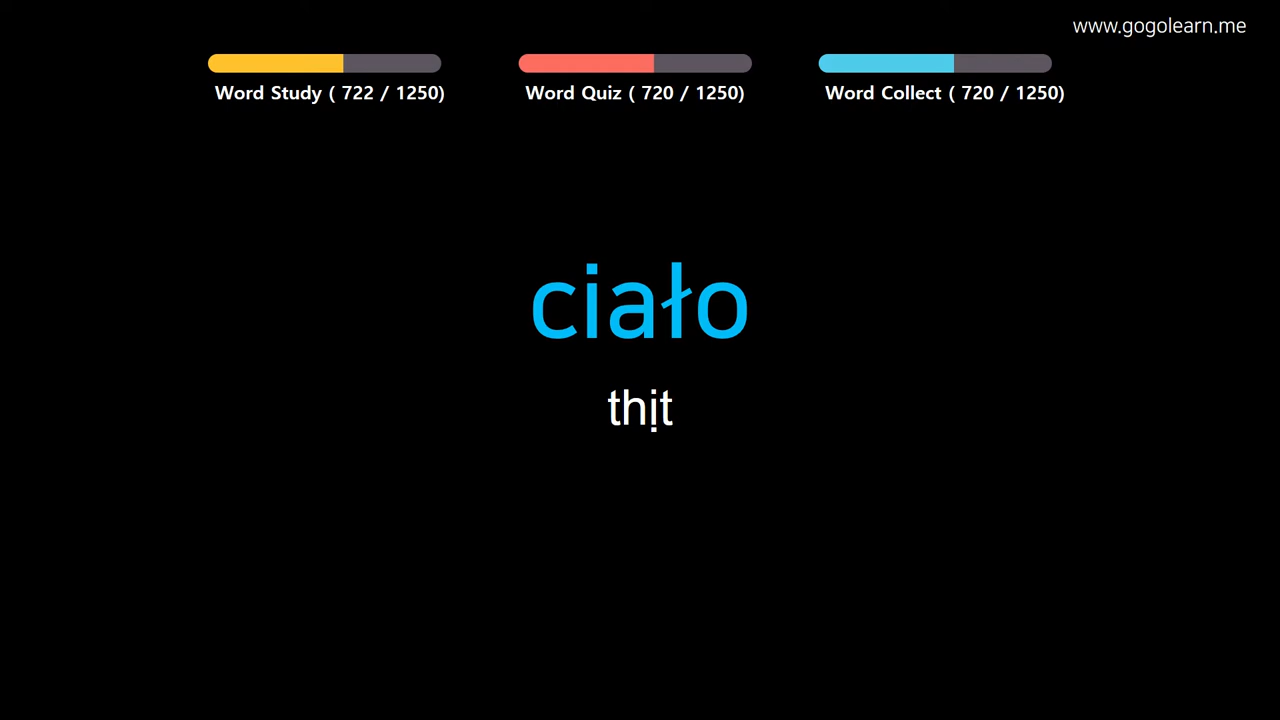 www.gogolearn.me
Word Study ( 722 / 1250)
Word Quiz ( 720 / 1250)
Word Collect ( 720 / 1250)
ciało
thịt